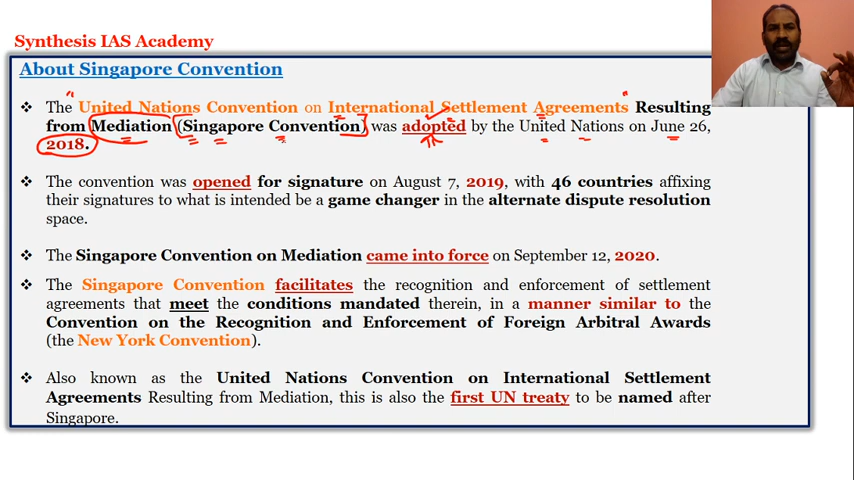 Synthesis IAS Academy
About Singapore Convention
❖ The United Nations Convention on International Settlement Agreements" Resulting
from Mediation (Singapore Convention) was adopted by the United Nations on June 26,
2018.
❖ The convention was opened for signature on August 7, 2019, with 46 countries affixing
their signatures to what is intended be a game changer in the alternate dispute resolution
space.
❖ The Singapore Convention on Mediation came into force on September 12, 2020.
❖ The Singapore Convention facilitates the recognition and enforcement of settlement
agreements that meet the conditions mandated therein, in a manner similar to the
Convention on the Recognition and Enforcement of Foreign Arbitral Awards
(the New York Convention).
❖ Also known as the United Nations Convention on International Settlement
Agreements Resulting from Mediation, this is also the first UN treaty to be named after
Singapore.